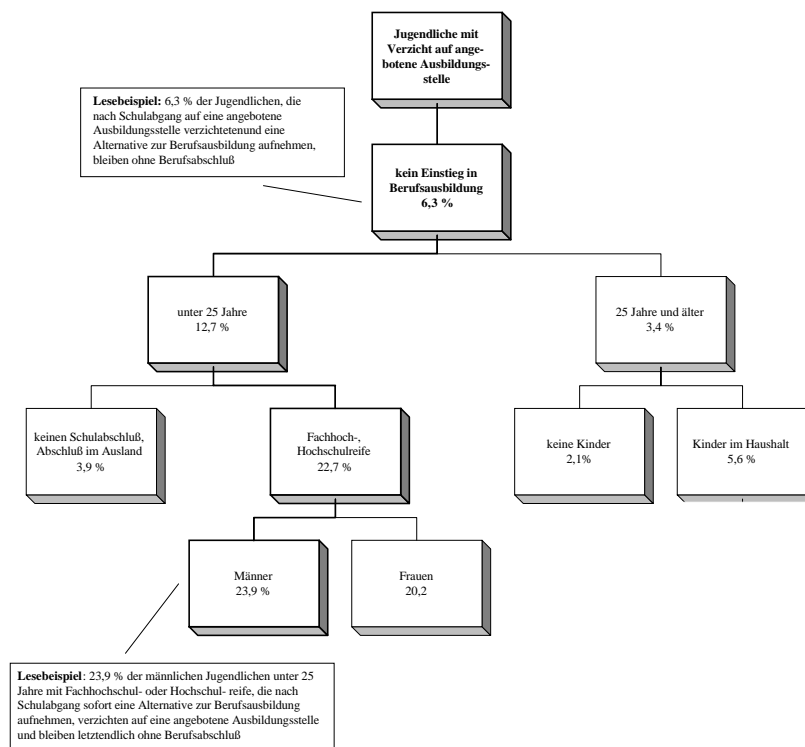 Jugendliche mit
Verzicht auf ange-
botene Ausbildungs-
stelle
Lesebeispiel: 6,3 % der Jugendlichen, die
nach Schulabgang auf eine angebotene
Ausbildungsstelle verzichtetenund eine
Alternative zur Berufsausbildung aufnehmen,
bleiben ohne Berufsabschluß
kein Einstieg in
Berufsausbildung
6,3 %
unter 25 Jahre
12,7 %
25 Jahre und älter
3,4 %
keinen Schulabschluß,
Abschluß im Ausland
3,9 %
Fachhoch-,
Hochschulreife
22,7 %
keine Kinder
2,1%
Kinder im Haushalt
5,6 %
Männer
23,9 %
Frauen
20,2
Lesebeispiel: 23,9 % der männlichen Jugendlichen unter 25
Jahre mit Fachhochschul- oder Hochschul- reife, die nach
Schulabgang sofort eine Alternative zur Berufsausbildung
aufnehmen, verzichten auf eine angebotene Ausbildungsstelle
und bleiben letztendlich ohne Berufsabschluß